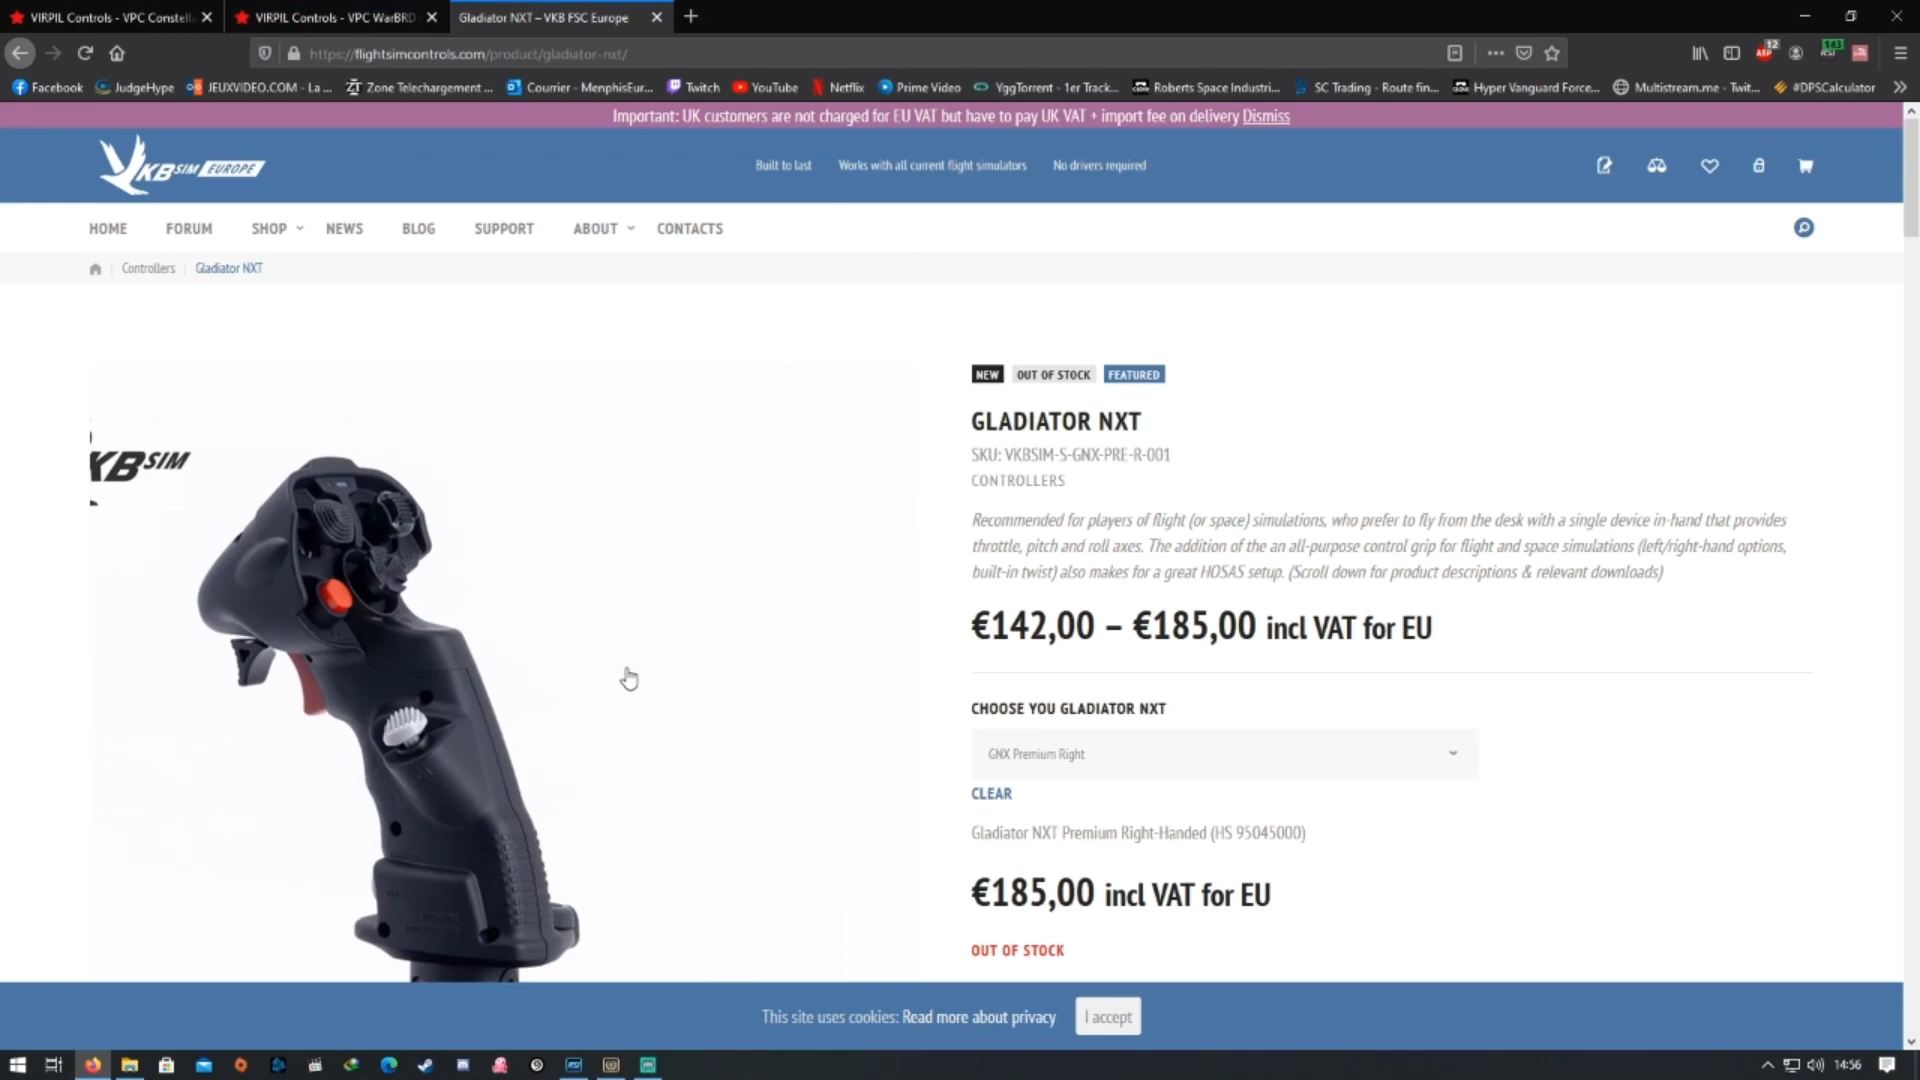 VIRPIL Controls - VPC Constell
VIRPIL Controls - VPC WarBRD
Gladiator NXT – VKB FSC Europe
https://flightsimcontrols.com/product/gladiator-nxt/
12
143
Facebook
JudgeHype
JEUXVIDEO.COM - La ...
Zone Telechargement ...
Courrier - MenphisEur...
Twitch
YouTube
Netflix
Prime Video
YggTorrent - 1er Track...
Roberts Space Industri...
SC Trading - Route fin...
Hyper Vanguard Force...
Multistream.me - Twit...
#DPSCalculator
Important: UK customers are not charged for EU VAT but have to pay UK VAT + import fee on delivery Dismiss
VKB SIM EUROPE
Built to last
Works with all current flight simulators
No drivers required
HOME
FORUM
SHOP
NEWS
BLOG
SUPPORT
ABOUT
CONTACTS
Controllers
Gladiator NXT
NEW
OUT OF STOCK
FEATURED
GLADIATOR NXT
SKU: VKBSIM-S-GNX-PRE-R-001
CONTROLLERS
Recommended for players of flight (or space) simulations, who prefer to fly from the desk with a single device in-hand that provides
throttle, pitch and roll axes. The addition of the an all-purpose control grip for flight and space simulations (left/right-hand options,
built-in twist) also makes for a great HOSAS setup. (Scroll down for product descriptions & relevant downloads)
€142,00 – €185,00 incl VAT for EU
CHOOSE YOU GLADIATOR NXT
GNX Premium Right
CLEAR
Gladiator NXT Premium Right-Handed (HS 95045000)
€185,00 incl VAT for EU
OUT OF STOCK
KB SIM
This site uses cookies: Read more about privacy
I accept
14:56